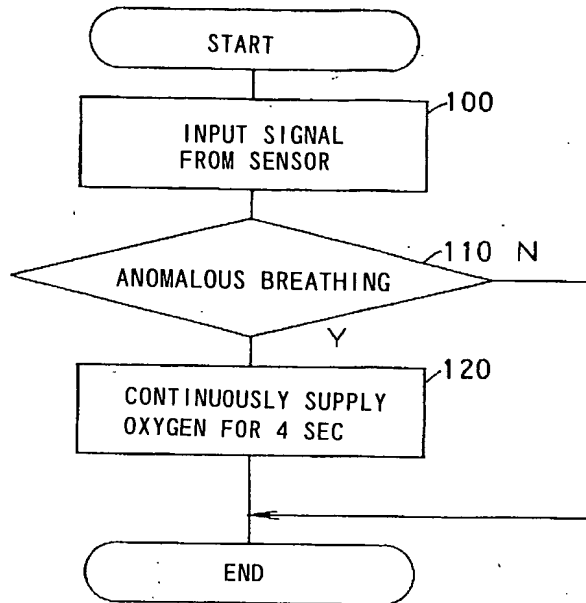 START
100
INPUT SIGNAL
FROM SENSOR
110 N
ANOMALOUS BREATHING
Y
120
CONTINUOUSLY SUPPLY
OXYGEN FOR 4 SEC
END